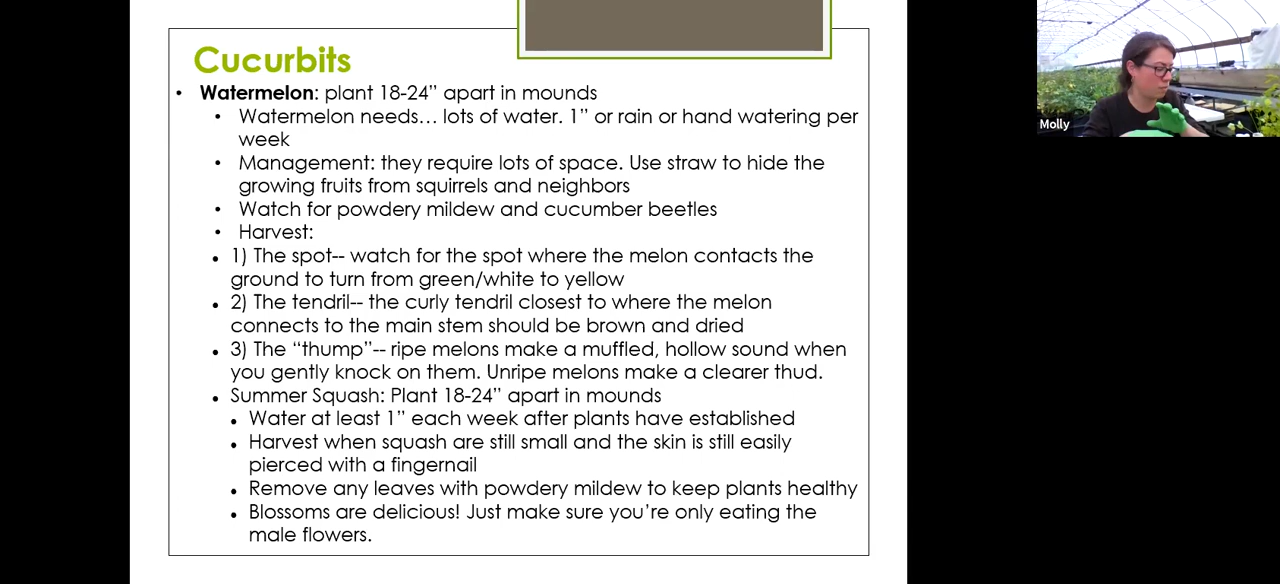 Cucurbits
• Watermelon: plant 18-24” apart in mounds
• Watermelon needs… lots of water. 1” or rain or hand watering per
week
• Management: they require lots of space. Use straw to hide the
growing fruits from squirrels and neighbors
• Watch for powdery mildew and cucumber beetles
• Harvest:
• 1) The spot-- watch for the spot where the melon contacts the
ground to turn from green/white to yellow
• 2) The tendril-- the curly tendril closest to where the melon
connects to the main stem should be brown and dried
• 3) The “thump”-- ripe melons make a muffled, hollow sound when
you gently knock on them. Unripe melons make a clearer thud.
• Summer Squash: Plant 18-24” apart in mounds
• Water at least 1” each week after plants have established
• Harvest when squash are still small and the skin is still easily
pierced with a fingernail
• Remove any leaves with powdery mildew to keep plants healthy
• Blossoms are delicious! Just make sure you’re only eating the
male flowers.
Molly